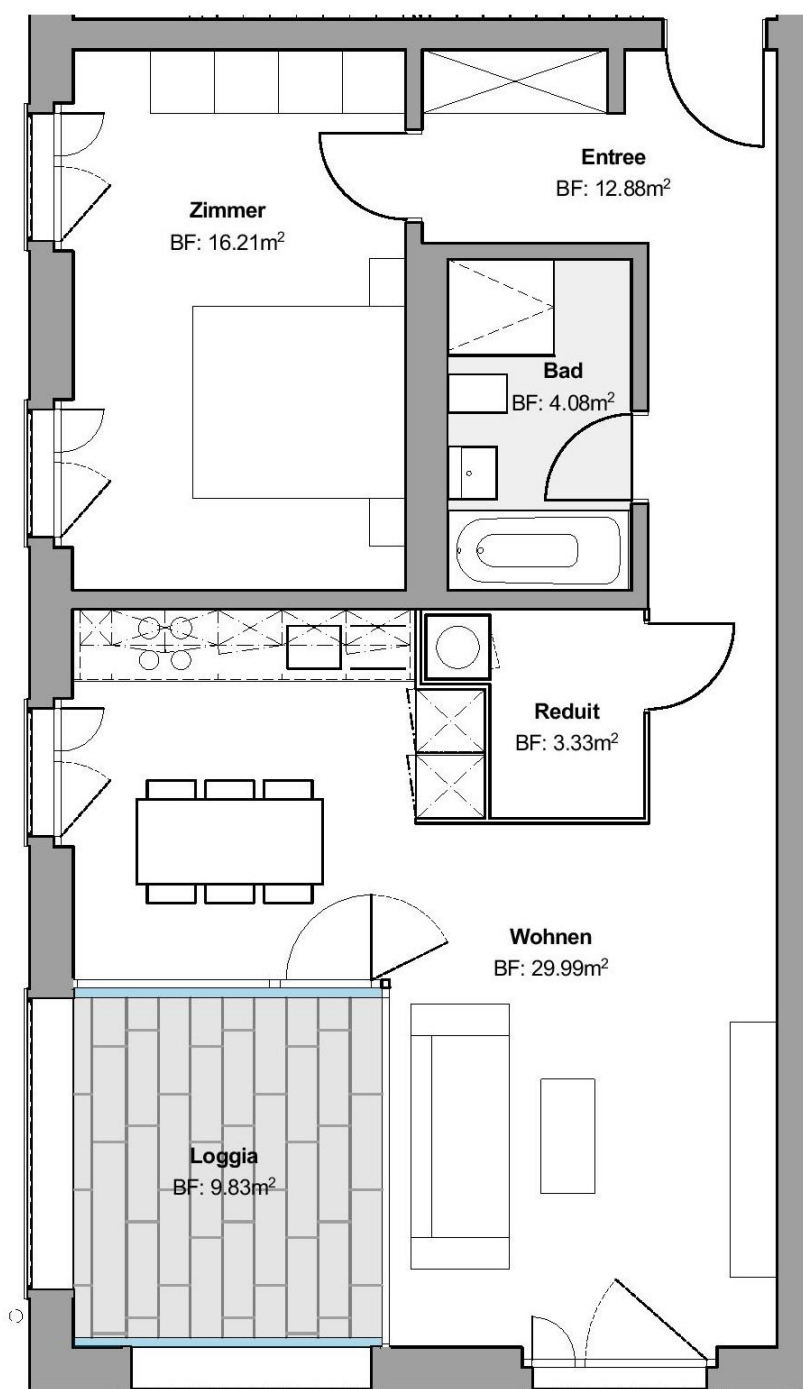 Entree
BF: 12.88m²
Zimmer
BF: 16.21m²
Bad
BF: 4.08m²
Reduit
BF: 3.33m²
Wohnen
BF: 29.99m²
Loggia
BF: 9.83m²